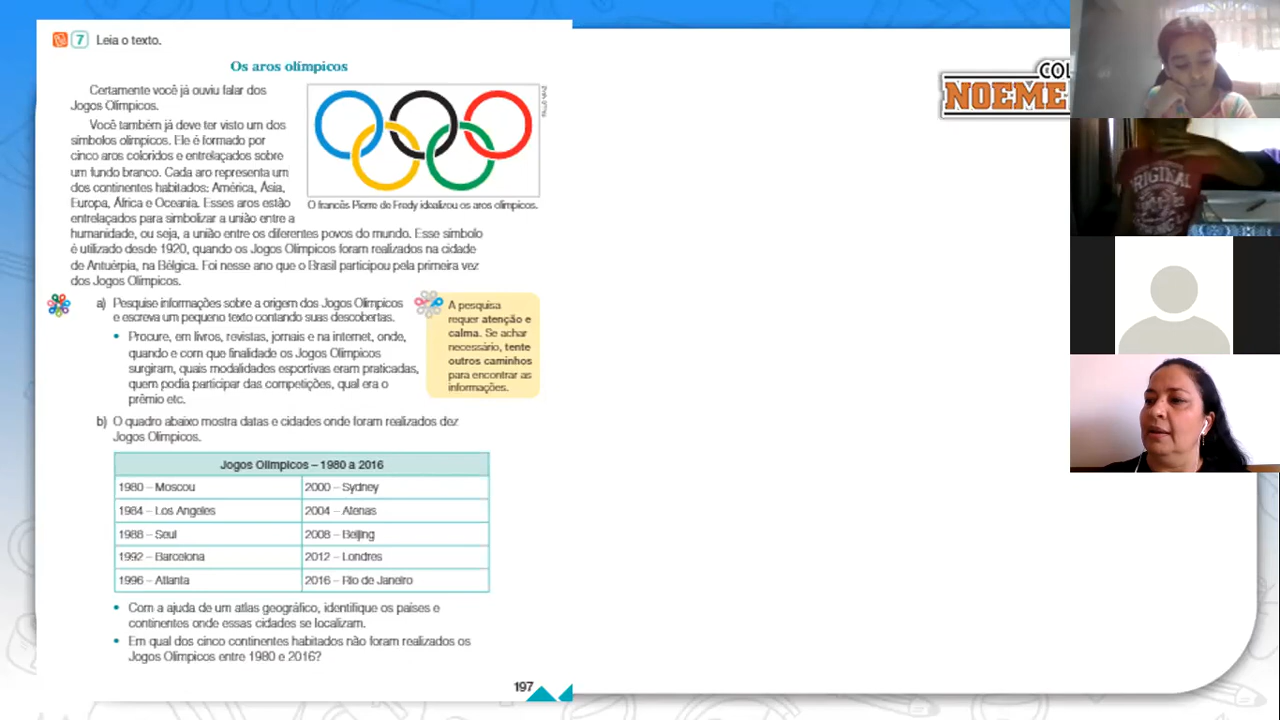 7 Leia o texto.
Os aros olímpicos
Certamente você já ouviu falar dos
Jogos Olímpicos.
Você também já deve ter visto um dos
símbolos olímpicos. Ele é formado por
cinco aros coloridos e entrelaçados sobre
um fundo branco. Cada aro representa um
dos continentes habitados: América, Ásia,
Europa, África e Oceania. Esses aros estão
entrelaçados para simbolizar a união entre a
humanidade, ou seja, a união entre os diferentes povos do mundo. Esse símbolo
é utilizado desde 1920, quando os Jogos Olímpicos foram realizados na cidade
de Antuérpia, na Bélgica. Foi nesse ano que o Brasil participou pela primeira vez
dos Jogos Olímpicos.
O francês Pierre de Fredy idealizou os aros olímpicos.
a) Pesquise informações sobre a origem dos Jogos Olímpicos
e escreva um pequeno texto contando suas descobertas.
• Procure, em livros, revistas, jornais e na internet, onde,
quando e com que finalidade os Jogos Olímpicos
surgiram, quais modalidades esportivas eram praticadas,
quem podia participar das competições, qual era o
prêmio etc.
A pesquisa
requer atenção e
calma. Se achar
necessário, tente
outros caminhos
para encontrar as
informações.
b) O quadro abaixo mostra datas e cidades onde foram realizados dez
Jogos Olímpicos.
Jogos Olímpicos – 1980 a 2016
1980 – Moscou 2000 – Sydney
1984 – Los Angeles 2004 – Atenas
1988 – Seul 2008 – Beijing
1992 – Barcelona 2012 – Londres
1996 – Atlanta 2016 – Rio de Janeiro
• Com a ajuda de um atlas geográfico, identifique os países e
continentes onde essas cidades se localizam.
• Em qual dos cinco continentes habitados não foram realizados os
Jogos Olímpicos entre 1980 e 2016?
197
COL
NOEME
ORIGINAL